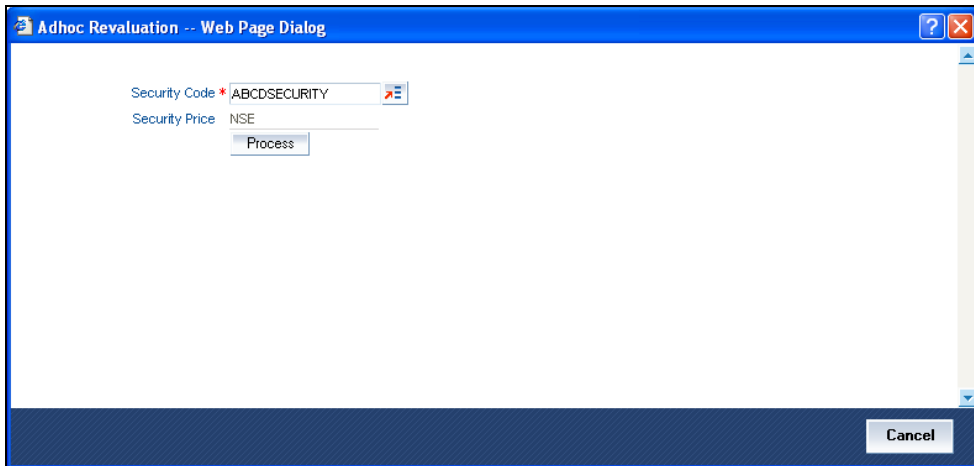 Adhoc Revaluation -- Web Page Dialog
Security Code * ABCDSECURITY
Security Price NSE
Process
Cancel